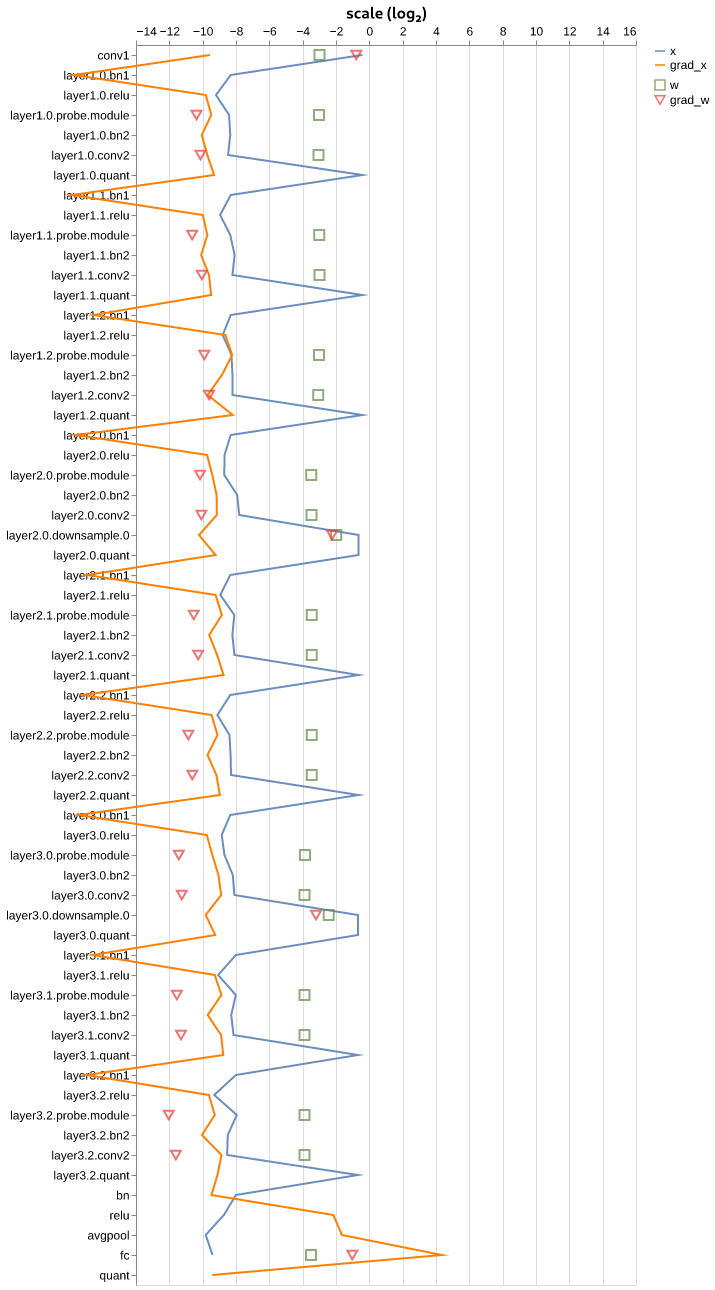 scale (log₂)
−14 −12 −10 −8 −6 −4 −2 0 2 4 6 8 10 12 14 16
x
grad_x
w
grad_w
conv1
layer1.0.bn1
layer1.0.relu
layer1.0.probe.module
layer1.0.bn2
layer1.0.conv2
layer1.0.quant
layer1.1.bn1
layer1.1.relu
layer1.1.probe.module
layer1.1.bn2
layer1.1.conv2
layer1.1.quant
layer1.2.bn1
layer1.2.relu
layer1.2.probe.module
layer1.2.bn2
layer1.2.conv2
layer1.2.quant
layer2.0.bn1
layer2.0.relu
layer2.0.probe.module
layer2.0.bn2
layer2.0.conv2
layer2.0.downsample.0
layer2.0.quant
layer2.1.bn1
layer2.1.relu
layer2.1.probe.module
layer2.1.bn2
layer2.1.conv2
layer2.1.quant
layer2.2.bn1
layer2.2.relu
layer2.2.probe.module
layer2.2.bn2
layer2.2.conv2
layer2.2.quant
layer3.0.bn1
layer3.0.relu
layer3.0.probe.module
layer3.0.bn2
layer3.0.conv2
layer3.0.downsample.0
layer3.0.quant
layer3.1.bn1
layer3.1.relu
layer3.1.probe.module
layer3.1.bn2
layer3.1.conv2
layer3.1.quant
layer3.2.bn1
layer3.2.relu
layer3.2.probe.module
layer3.2.bn2
layer3.2.conv2
layer3.2.quant
bn
relu
avgpool
fc
quant